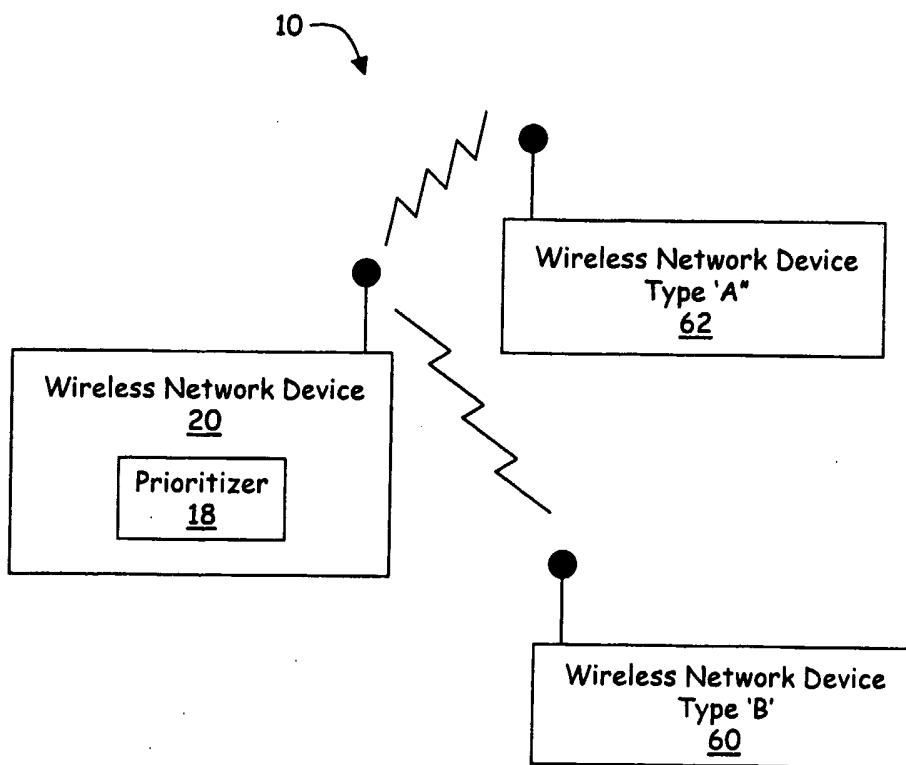 10
Wireless Network Device
Type 'A"
62
Wireless Network Device
20
Prioritizer
18
Wireless Network Device
Type 'B'
60